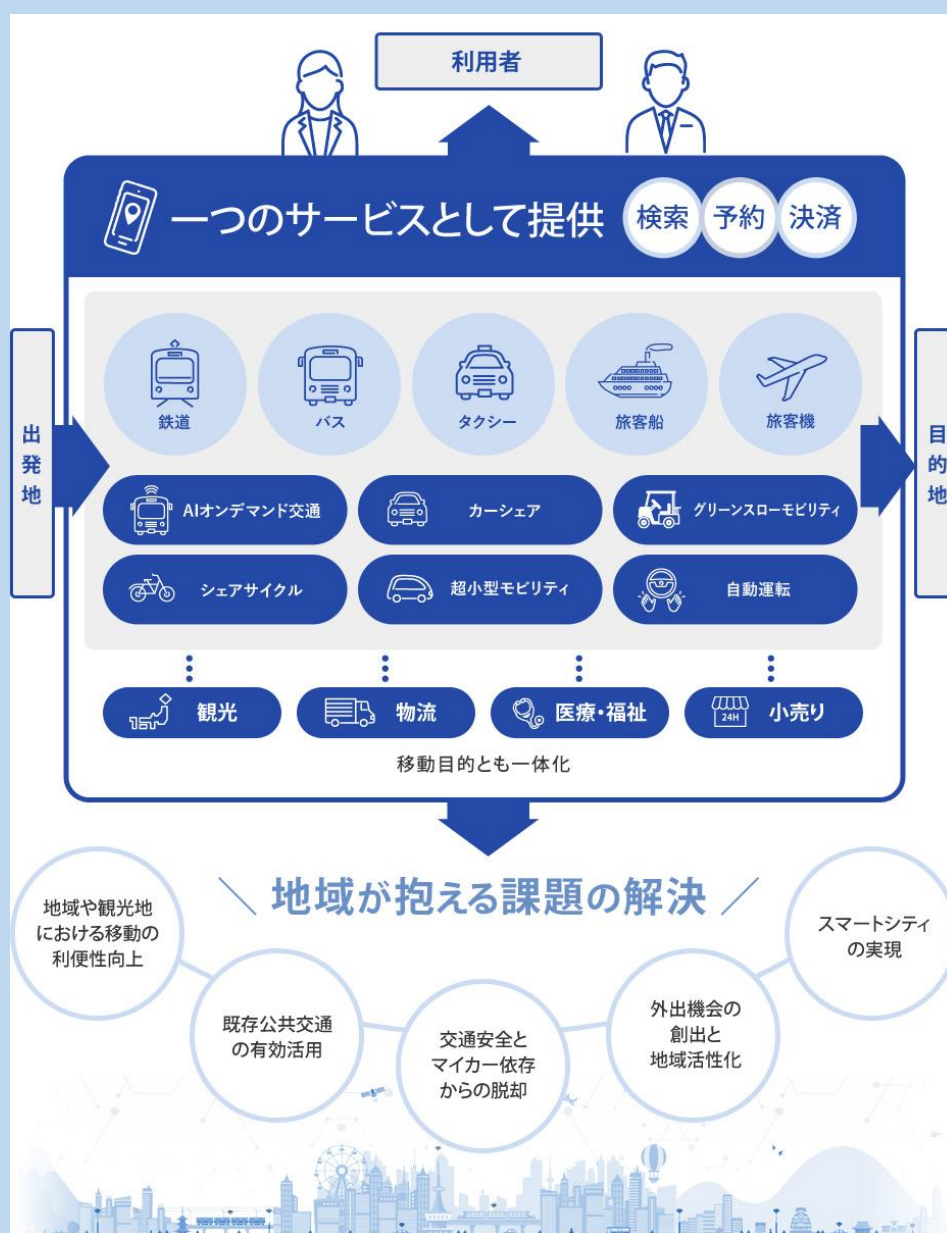 利用者
一つのサービスとして提供
検索
予約
決済
出発地
目的地
鉄道
バス
タクシー
旅客船
旅客機
AIオンデマンド交通
カーシェア
グリーンスローモビリティ
シェアサイクル
超小型モビリティ
自動運転
観光
物流
医療・福祉
24H
小売り
移動目的とも一体化
地域が抱える課題の解決
地域や観光地
における移動の
利便性向上
既存公共交通
の有効活用
交通安全と
マイカー依存
からの脱却
外出機会の
創出と
地域活性化
スマートシティ
の実現